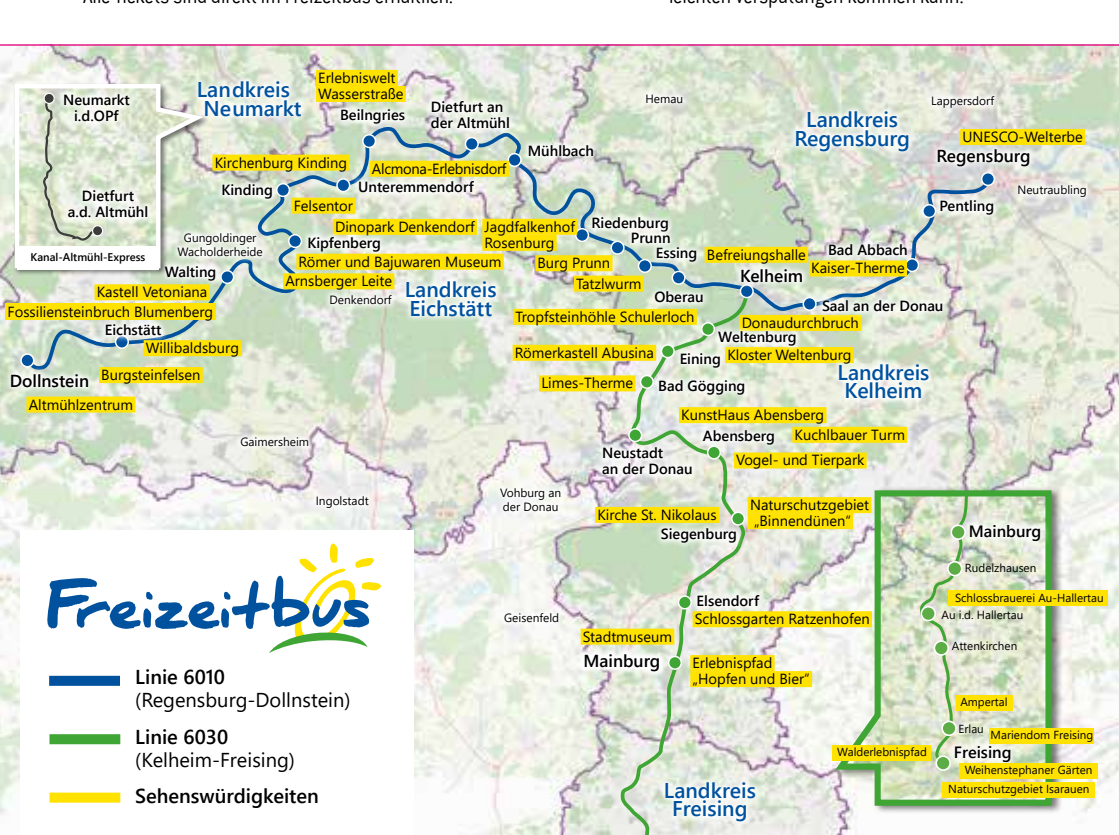 Alle Tickets sind direkt im Freizeitbus erhältlich.
leichten Verspätungen kommen kann.
Neumarkt
i.d.OPf
Dietfurt
a.d. Altmühl
Kanal-Altmühl-Express
Landkreis
Neumarkt
Erlebniswelt
Wasserstraße
Beilngries
Dietfurt an
der Altmühl
Hemau
Lappersdorf
Landkreis
Regensburg
UNESCO-Welterbe
Regensburg
Neutraubling
Pentling
Mühlbach
Kirchenburg Kinding
Alcmona-Erlebnisdorf
Kinding
Unteremmendorf
Felsentor
Dinopark Denkendorf
Jagdfalkenhof
Rosenburg
Riedenburg
Prunn
Essing
Befreiungshalle
Bad Abbach
Kaiser-Therme
Gungoldinger
Wacholderheide
Kipfenberg
Römer und Bajuwaren Museum
Burg Prunn
Tatzlwurm
Kelheim
Walting
Arnsberger Leite
Denkendorf
Landkreis
Eichstätt
Oberau
Saal an der Donau
Kastell Vetoniana
Fossiliensteinbruch Blumenberg
Eichstätt
Willibaldsburg
Tropfsteinhöhle Schulerloch
Donaudurchbruch
Weltenburg
Römerkastell Abusina
Eining
Kloster Weltenburg
Dollnstein
Burgsteinfelsen
Altmühlzentrum
Limes-Therme
Bad Gögging
Landkreis
Kelheim
KunstHaus Abensberg
Abensberg
Kuchlbauer Turm
Gaimersheim
Neustadt
an der Donau
Vogel- und Tierpark
Ingolstadt
Vohburg an
der Donau
Kirche St. Nikolaus
Naturschutzgebiet
„Binnendünen“
Siegenburg
Geisenfeld
Elsendorf
Schlossgarten Ratzenhofen
Stadtmuseum
Mainburg
Erlebnispfad
„Hopfen und Bier“
Landkreis
Freising
Mainburg
Rudelzhausen
Schlossbrauerei Au-Hallertau
Au i.d. Hallertau
Attenkirchen
Ampertal
Erlau
Mariendom Freising
Walderlebnispfad
Freising
Weihenstephaner Gärten
Naturschutzgebiet Isarauen
Freizeitbus
Linie 6010
(Regensburg-Dollnstein)
Linie 6030
(Kelheim-Freising)
Sehenswürdigkeiten